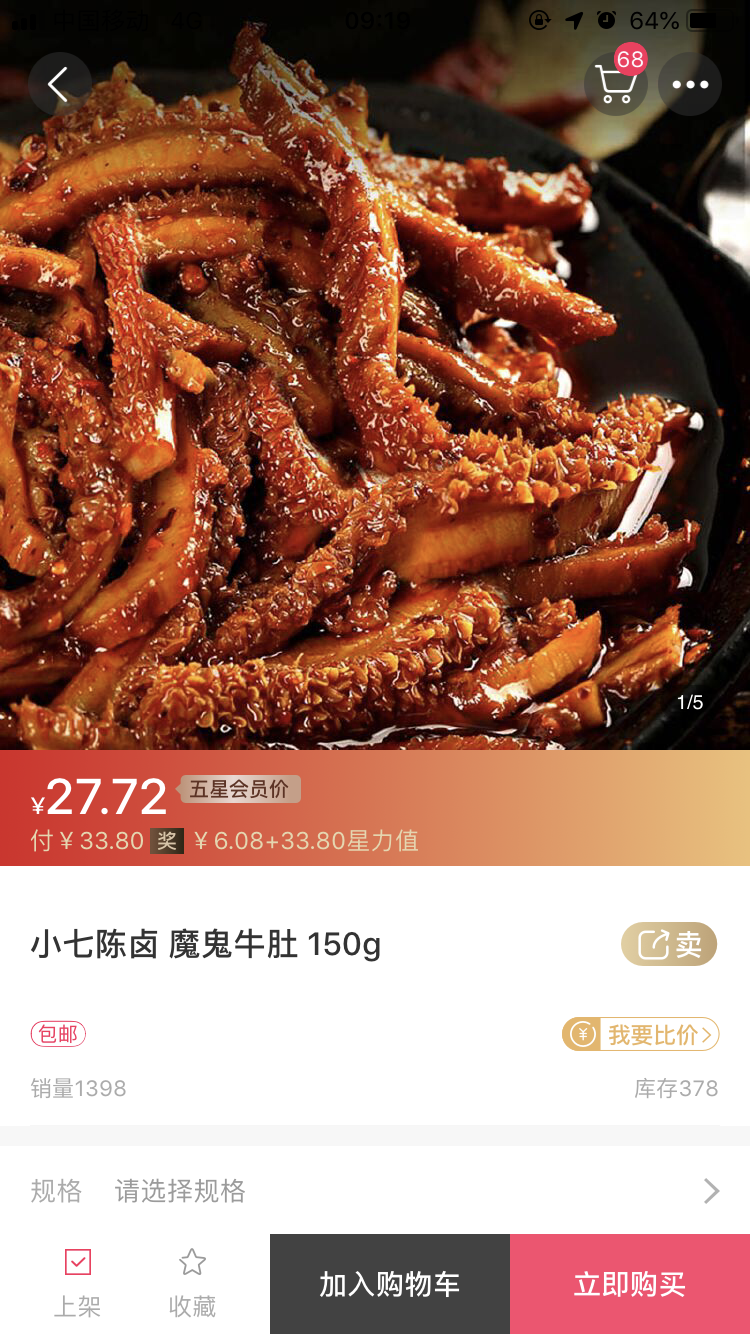 中国移动 4G 09:19 64%
68
1/5
¥27.72 五星会员价
付￥33.80 奖 ￥6.08+33.80星力值
小七陈卤 魔鬼牛肚 150g
卖
包邮
¥ 我要比价
销量1398 库存378
规格 请选择规格
上架 收藏 加入购物车 立即购买